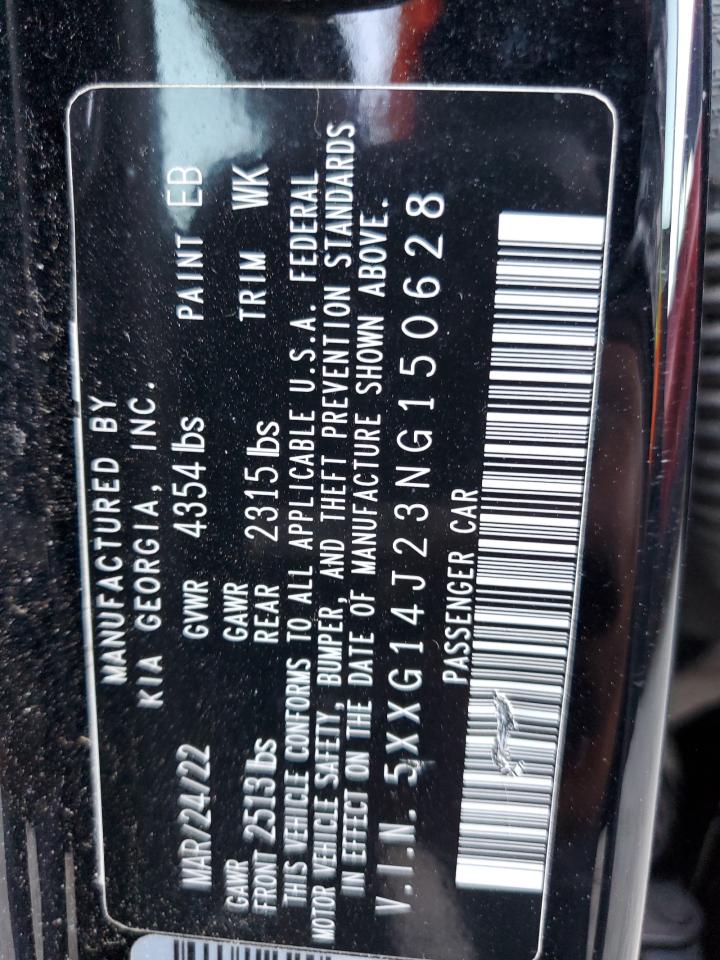 MANUFACTURED BY
KIA GEORGIA, INC.
MAR/24/22 GVWR 4354 lbs PAINT EB
GAWR GAWR
FRONT 2513 lbs REAR 2315 lbs TRIM WK
THIS VEHICLE CONFORMS TO ALL APPLICABLE U.S.A. FEDERAL
MOTOR VEHICLE SAFETY, BUMPER, AND THEFT PREVENTION STANDARDS
IN EFFECT ON THE DATE OF MANUFACTURE SHOWN ABOVE.
V.I.N. 5XXG14J23NG150628
PASSENGER CAR